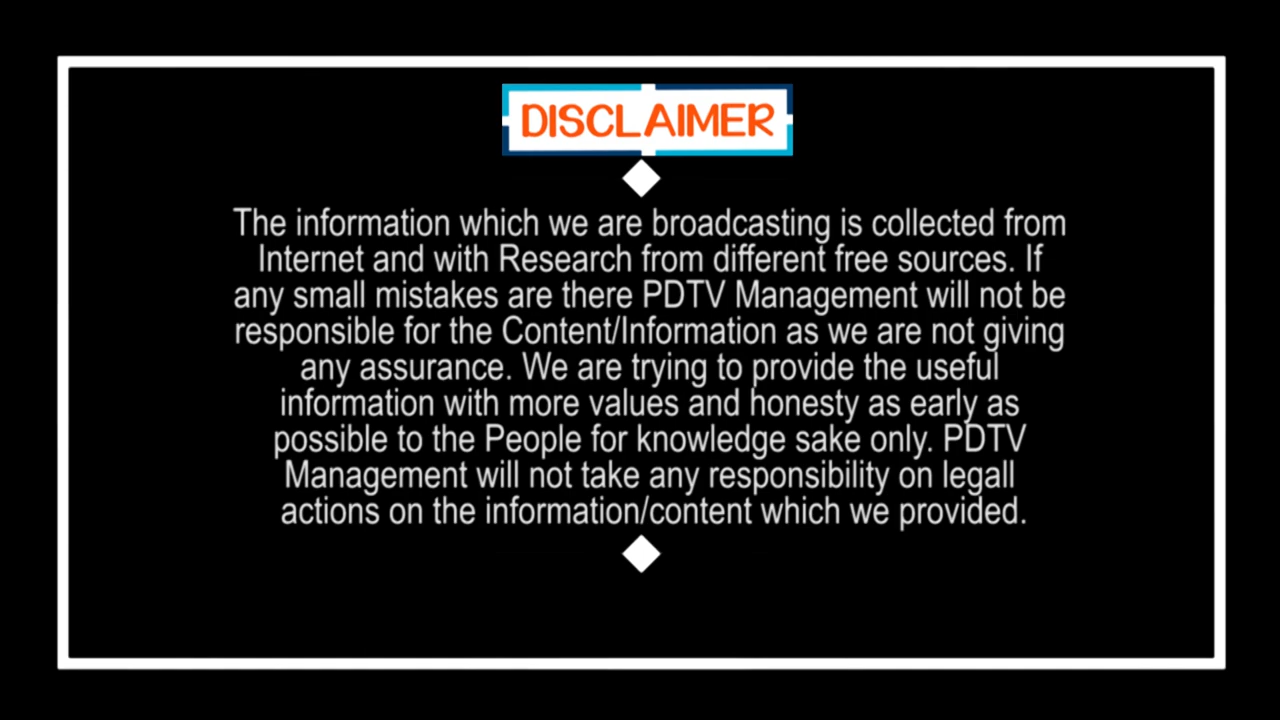 DISCLAIMER
The information which we are broadcasting is collected from
Internet and with Research from different free sources. If
any small mistakes are there PDTV Management will not be
responsible for the Content/Information as we are not giving
any assurance. We are trying to provide the useful
information with more values and honesty as early as
possible to the People for knowledge sake only. PDTV
Management will not take any responsibility on legall
actions on the information/content which we provided.